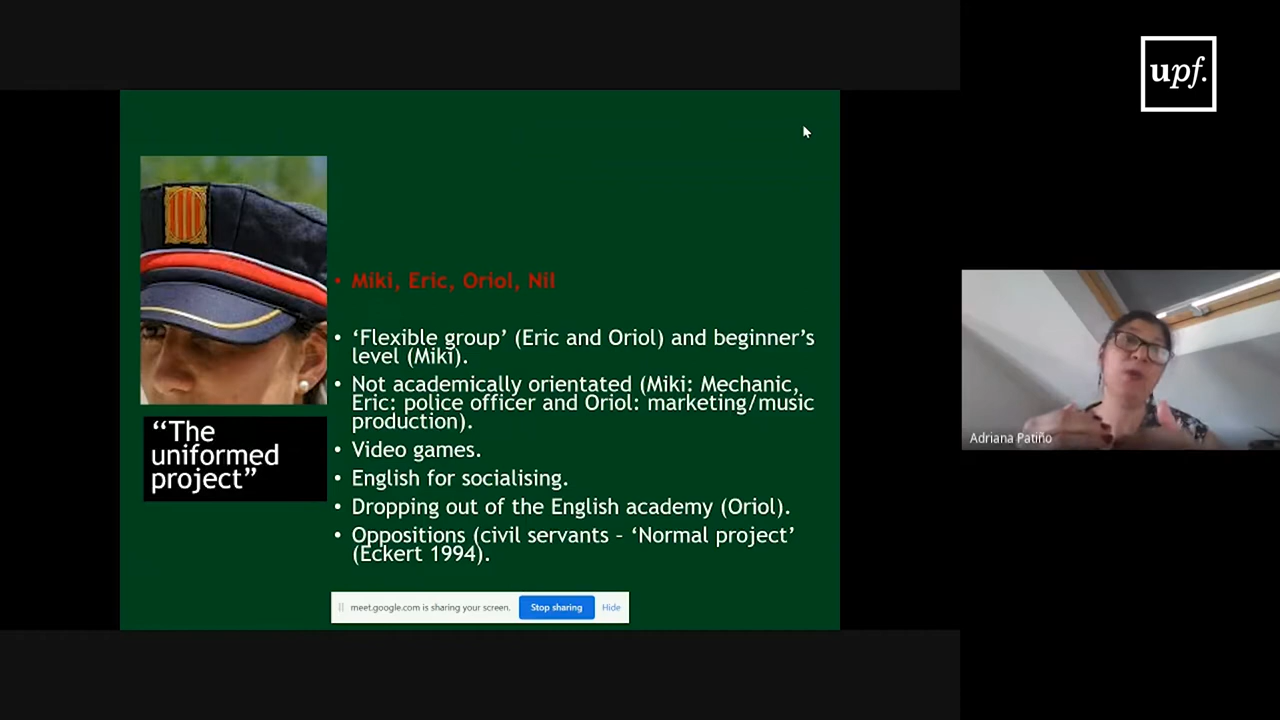 upf.
• Miki, Eric, Oriol, Nil
• ‘Flexible group’ (Eric and Oriol) and beginner’s
level (Miki).
• Not academically orientated (Miki: Mechanic,
Eric: police officer and Oriol: marketing/music
production).
• Video games.
• English for socialising.
• Dropping out of the English academy (Oriol).
• Oppositions (civil servants – ‘Normal project’
(Eckert 1994).
“The
uniformed
project”
Adriana Patiño
meet.google.com is sharing your screen. Stop sharing Hide